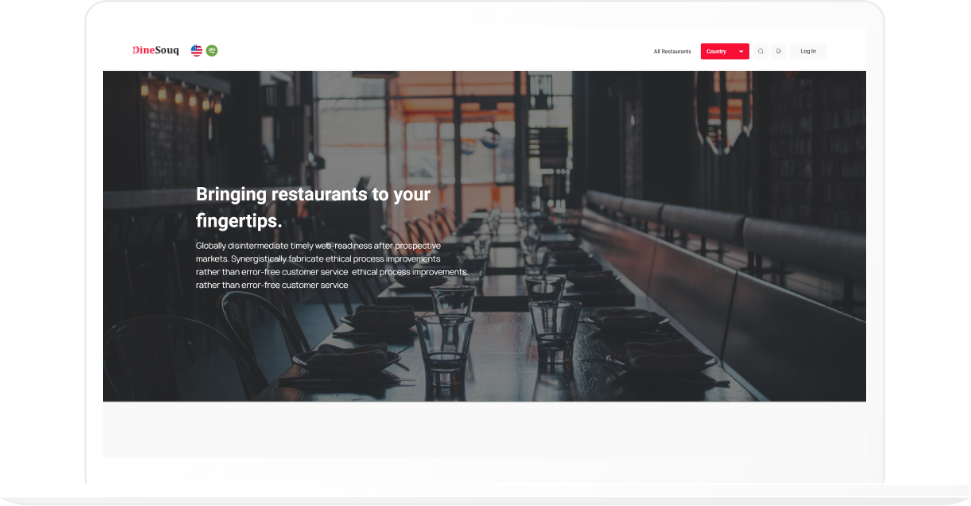 DineSouq
All Restaurants
Country
Log In
Bringing restaurants to your
fingertips.
Globally disintermediate timely web-readiness after prospective
markets. Synergistically fabricate ethical process improvements
rather than error-free customer service ethical process improvements
rather than error-free customer service